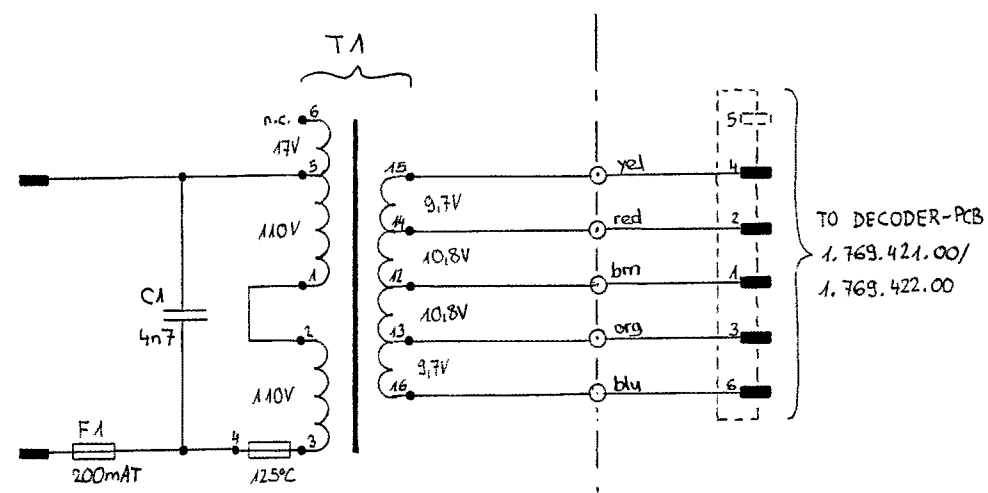 T1
n.c. 6
17V
5
110V
1
2
110V
3
4
125°C
C1
4n7
F1
200mAT
15
9,7V
14
10,8V
12
10,8V
13
9,7V
16
yel
red
brn
org
blu
5
4
2
1
3
6
TO DECODER-PCB
1.769.421.00/
1.769.422.00